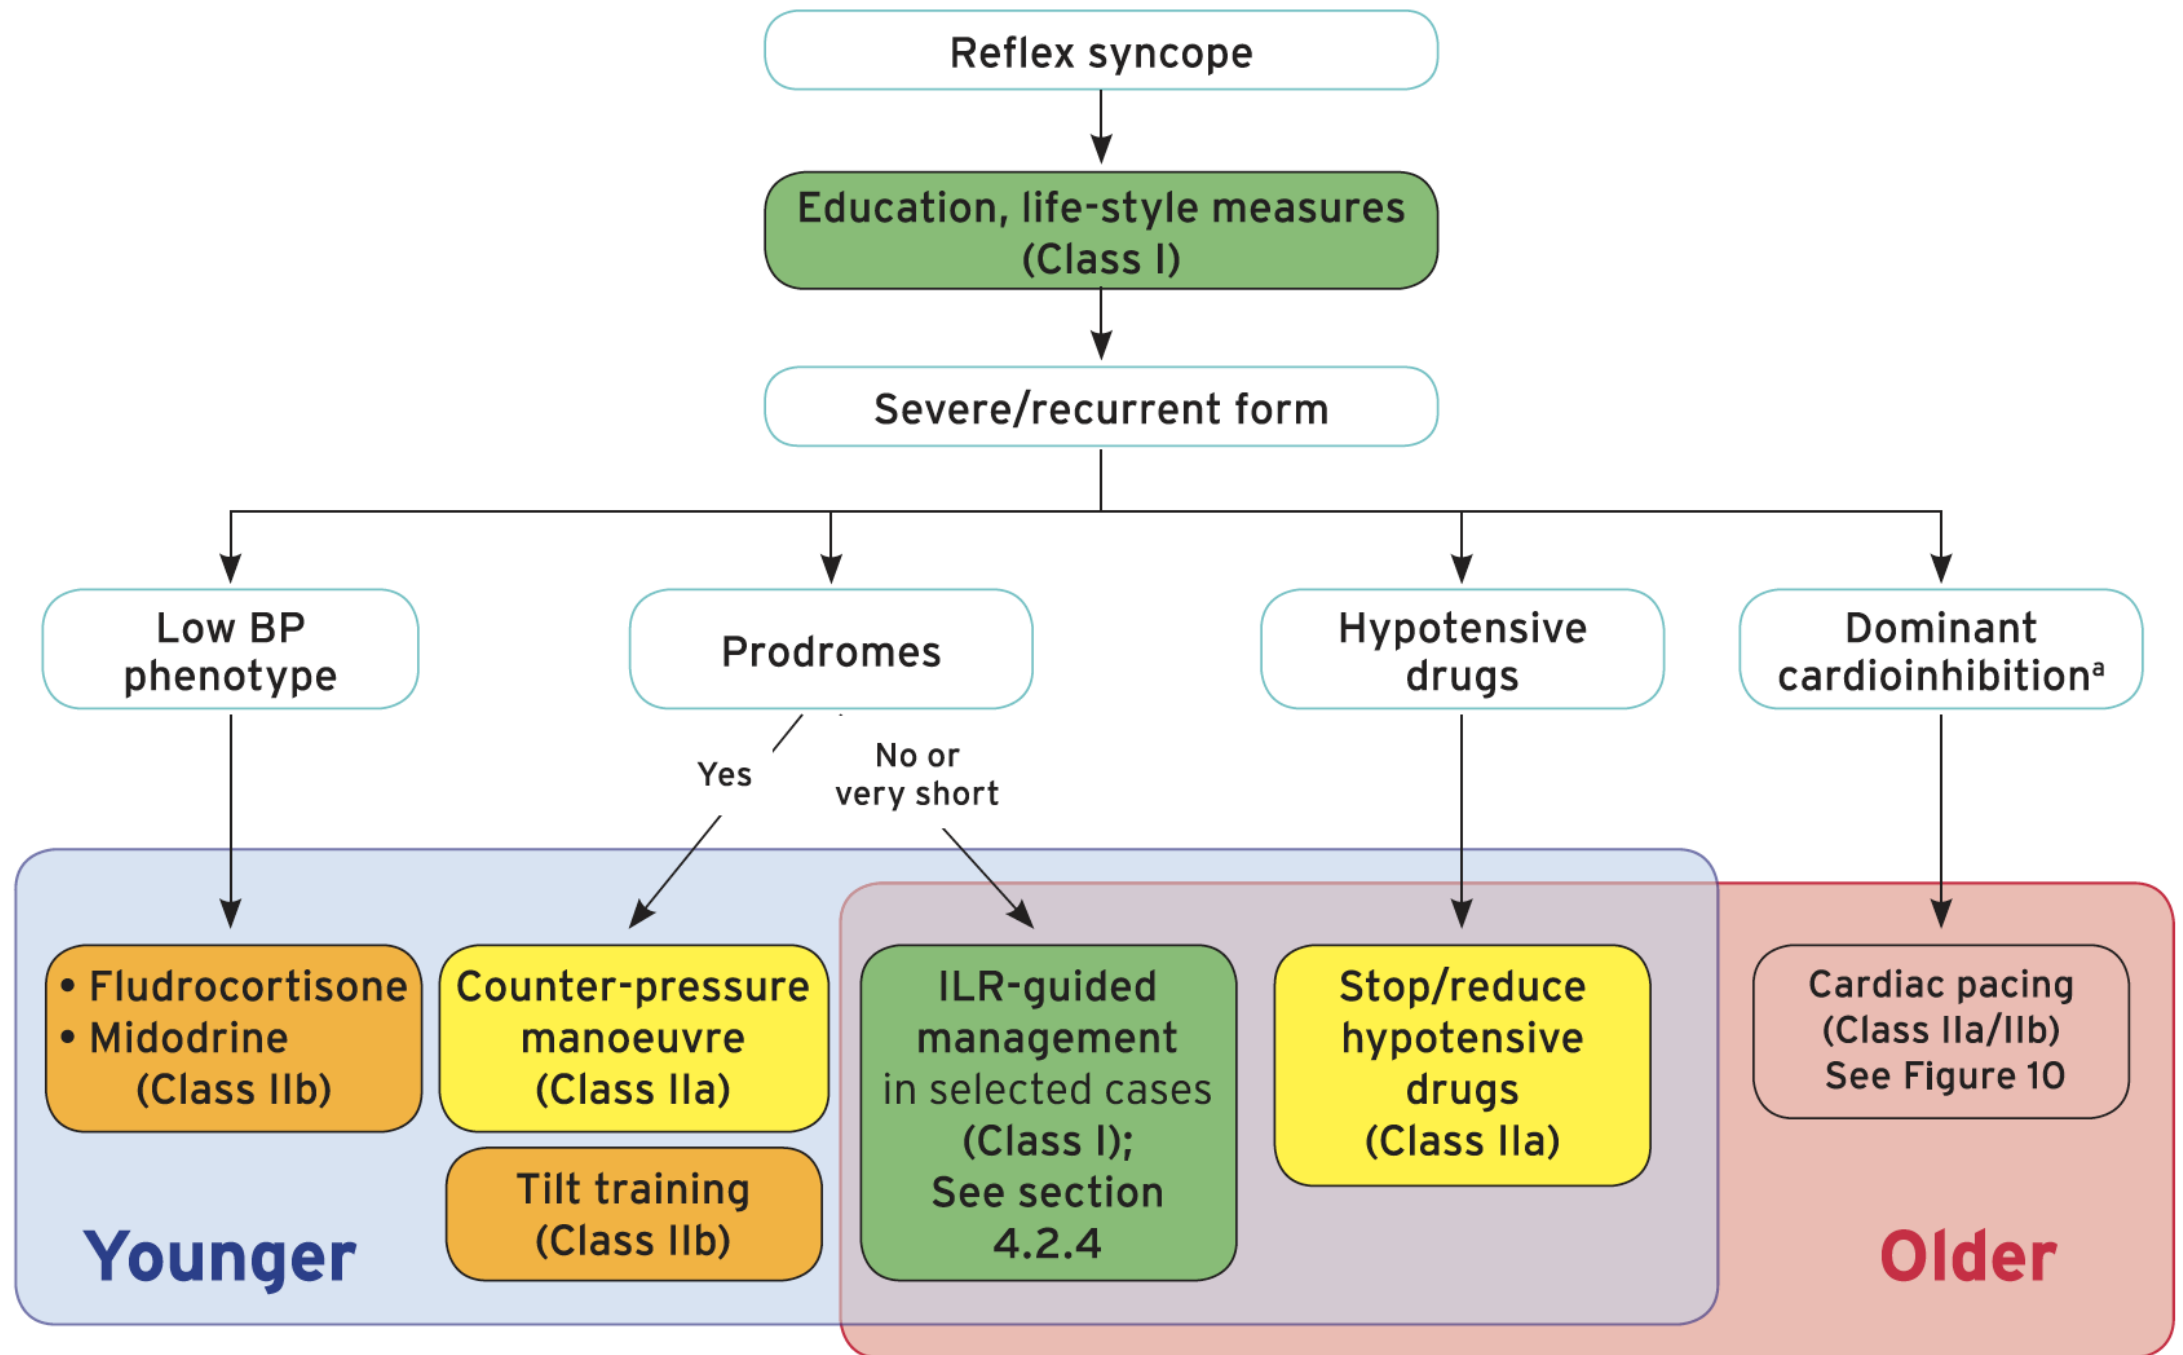 Reflex syncope
Education, life-style measures
(Class I)
Severe/recurrent form
Low BP
phenotype
Prodromes
Hypotensive
drugs
Dominant
cardioinhibitionᵃ
Yes
No or
very short
• Fludrocortisone
• Midodrine
(Class IIb)
Counter-pressure
manoeuvre
(Class IIa)
Tilt training
(Class IIb)
ILR-guided
management
in selected cases
(Class I);
See section
4.2.4
Stop/reduce
hypotensive
drugs
(Class IIa)
Cardiac pacing
(Class IIa/IIb)
See Figure 10
Younger
Older